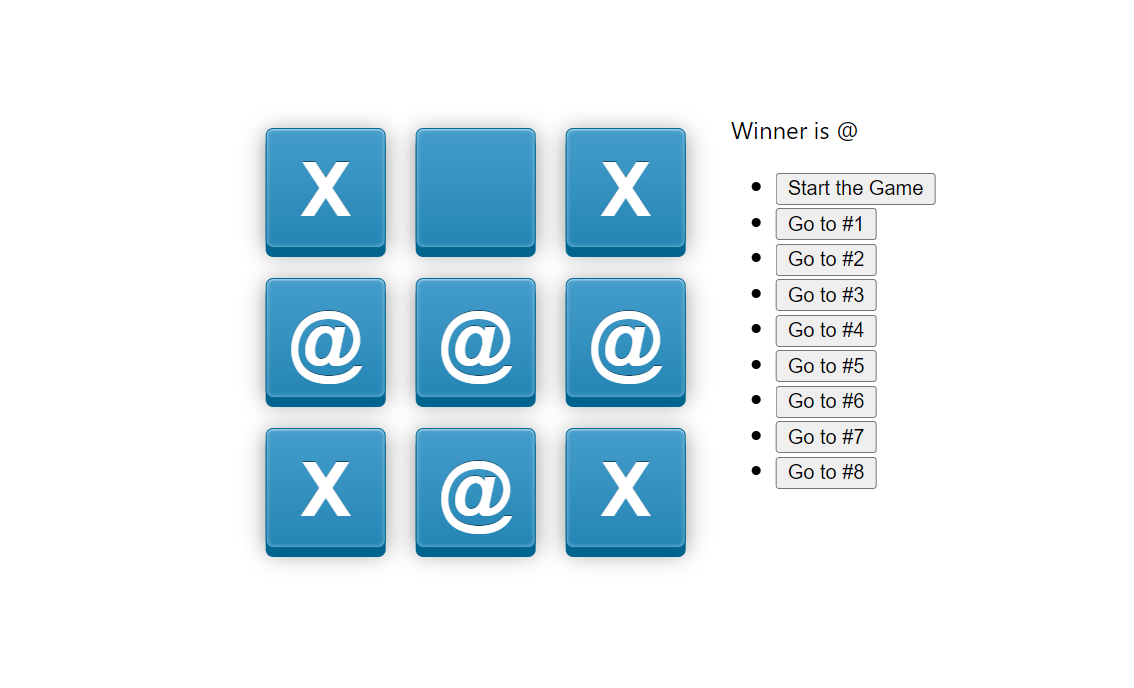 X X
@ @ @
X @ X
Winner is @
Start the Game
Go to #1
Go to #2
Go to #3
Go to #4
Go to #5
Go to #6
Go to #7
Go to #8